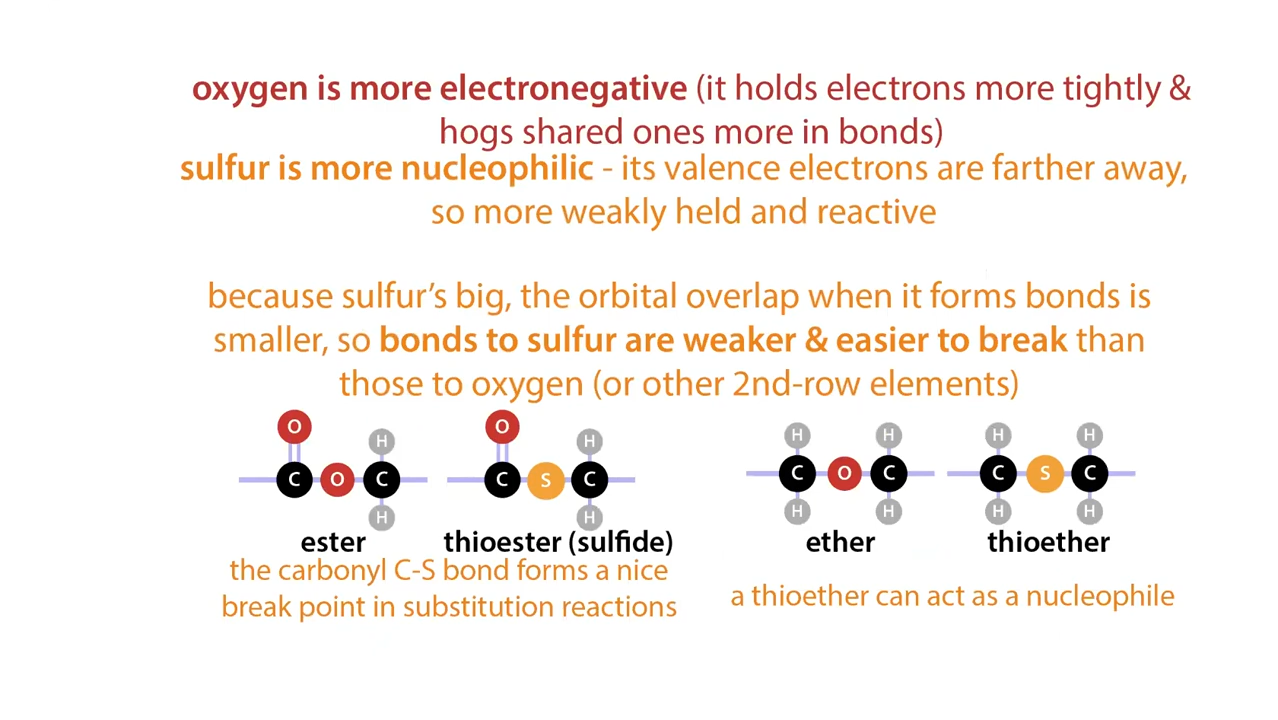 oxygen is more electronegative (it holds electrons more tightly &
hogs shared ones more in bonds)
sulfur is more nucleophilic - its valence electrons are farther away,
so more weakly held and reactive
because sulfur's big, the orbital overlap when it forms bonds is
smaller, so bonds to sulfur are weaker & easier to break than
those to oxygen (or other 2nd-row elements)
O
H
C O C
H
ester
O
H
C S C
H
thioester (sulfide)
the carbonyl C-S bond forms a nice
break point in substitution reactions
H H
C O C
H H
ether
H H
C S C
H H
thioether
a thioether can act as a nucleophile